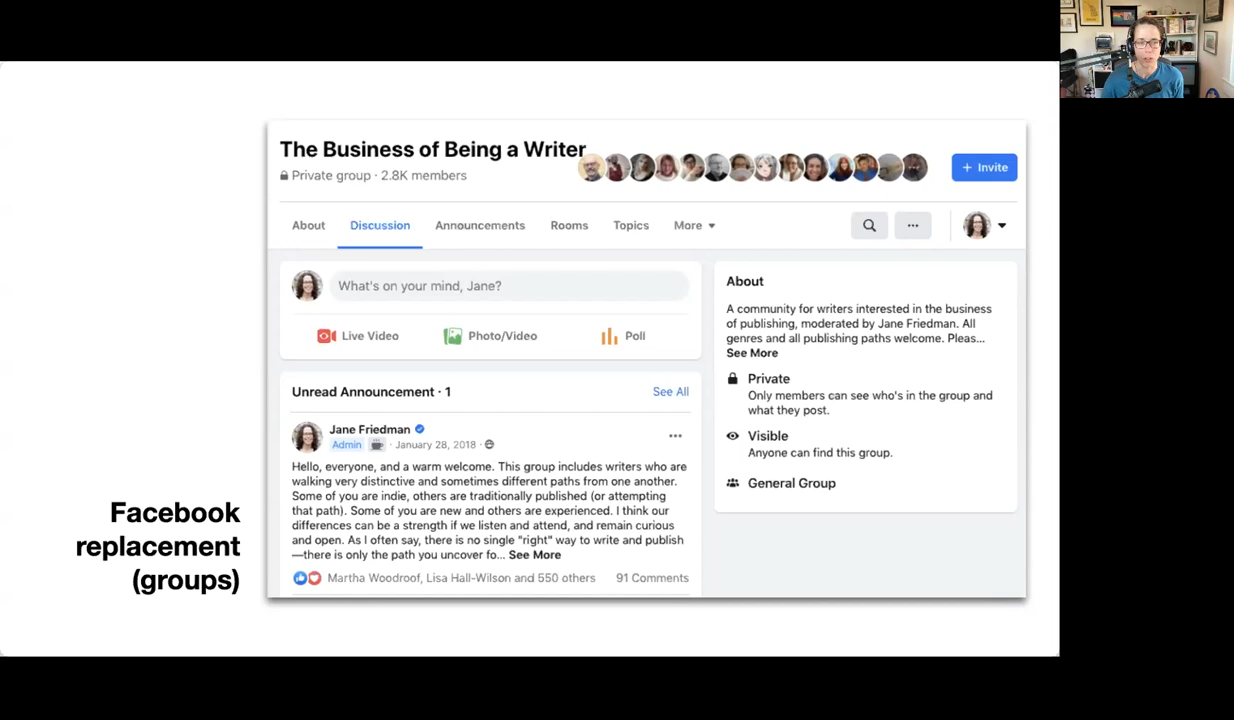 The Business of Being a Writer
Private group · 2.8K members
+ Invite
About Discussion Announcements Rooms Topics More
What's on your mind, Jane?
Live Video Photo/Video Poll
Unread Announcement · 1 See All
Jane Friedman
Admin · January 28, 2018 ·
Hello, everyone, and a warm welcome. This group includes writers who are
walking very distinctive and sometimes different paths from one another.
Some of you are indie, others are traditionally published (or attempting
that path). Some of you are new and others are experienced. I think our
differences can be a strength if we listen and attend, and remain curious
and open. As I often say, there is no single "right" way to write and publish
—there is only the path you uncover fo... See More
Martha Woodroof, Lisa Hall-Wilson and 550 others 91 Comments
About
A community for writers interested in the business
of publishing, moderated by Jane Friedman. All
genres and all publishing paths welcome. Pleas...
See More
Private
Only members can see who's in the group and
what they post.
Visible
Anyone can find this group.
General Group
Facebook
replacement
(groups)